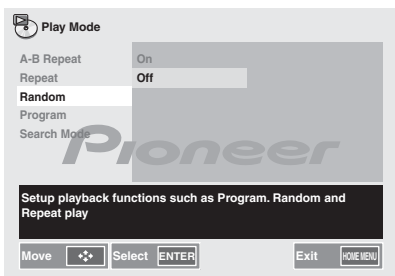 Play Mode
A-B Repeat On
Repeat Off
Random
Program
Search Mode
Pioneer
Setup playback functions such as Program. Random and
Repeat play
Move Select ENTER Exit HOME MENU